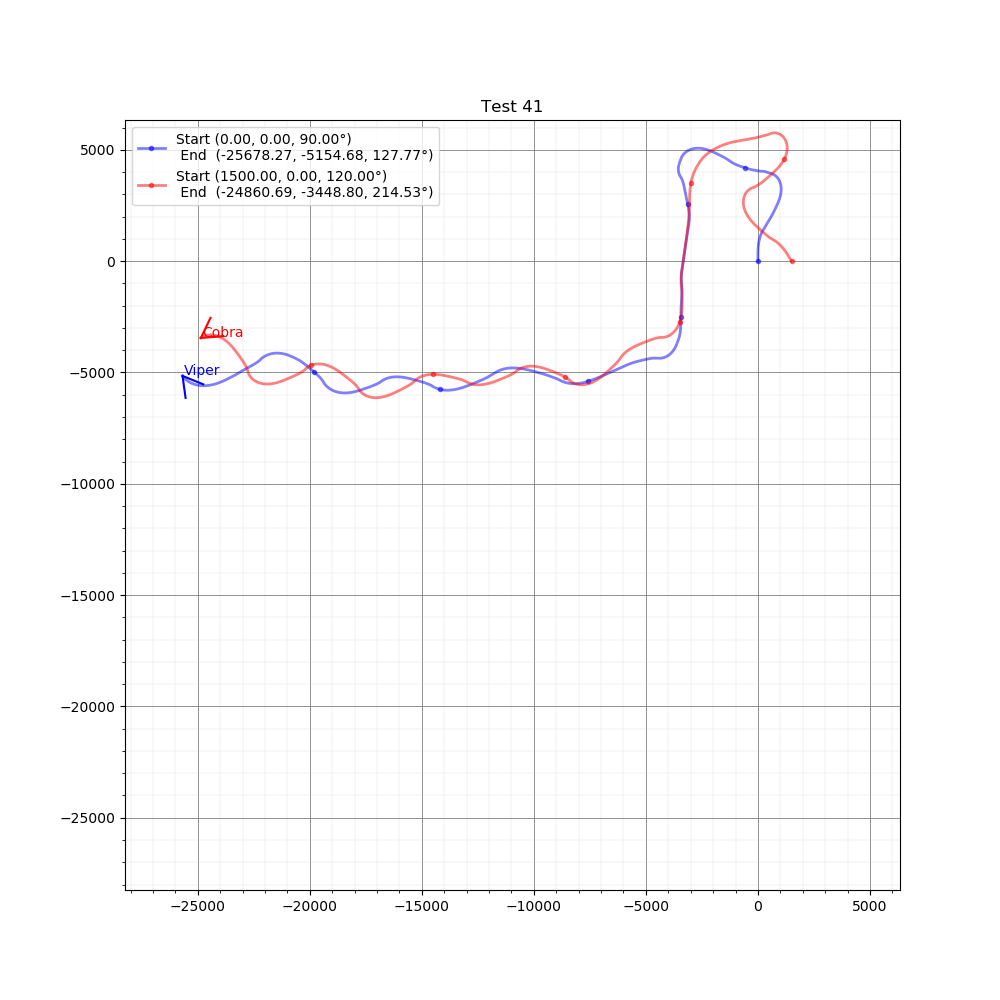 Test 41
Start (0.00, 0.00, 90.00°)
End  (-25678.27, -5154.68, 127.77°)
Start (1500.00, 0.00, 120.00°)
End  (-24860.69, -3448.80, 214.53°)
5000
0
−5000
−10000
−15000
−20000
−25000
Cobra
Viper
−25000
−20000
−15000
−10000
−5000
0
5000